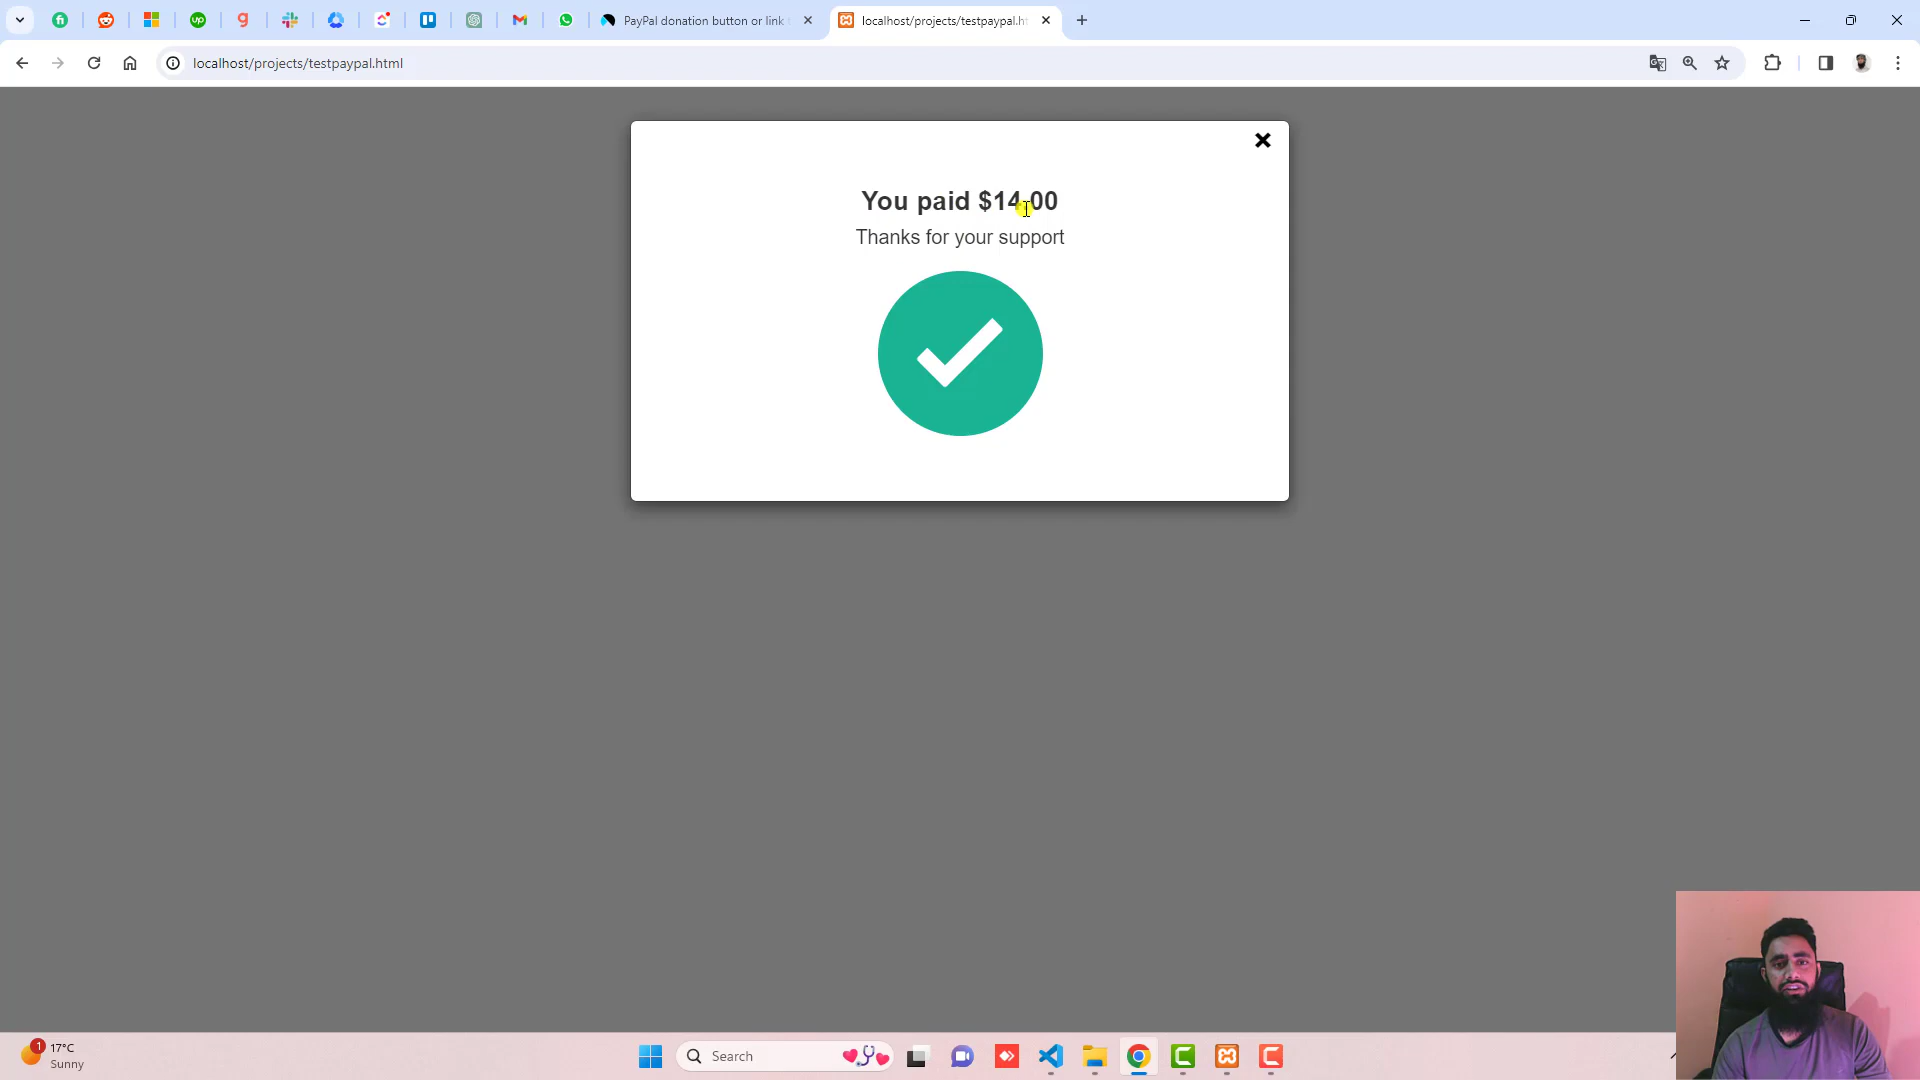 PayPal donation button or link
localhost/projects/testpaypal.h
localhost/projects/testpaypal.html
You paid $14.00
Thanks for your support
1
17°C
Sunny
Search